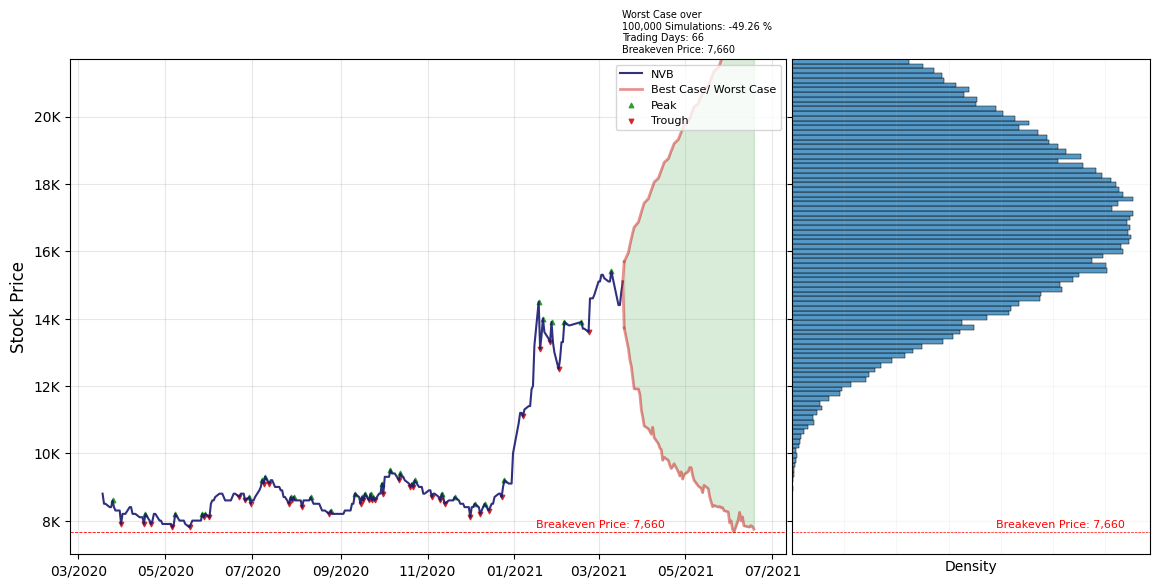 Worst Case over
100,000 Simulations: -49.26 %
Trading Days: 66
Breakeven Price: 7,660
NVB
Best Case/ Worst Case
Peak
Trough
Stock Price
20K
18K
16K
14K
12K
10K
8K
Breakeven Price: 7,660
Breakeven Price: 7,660
03/2020
05/2020
07/2020
09/2020
11/2020
01/2021
03/2021
05/2021
07/2021
Density